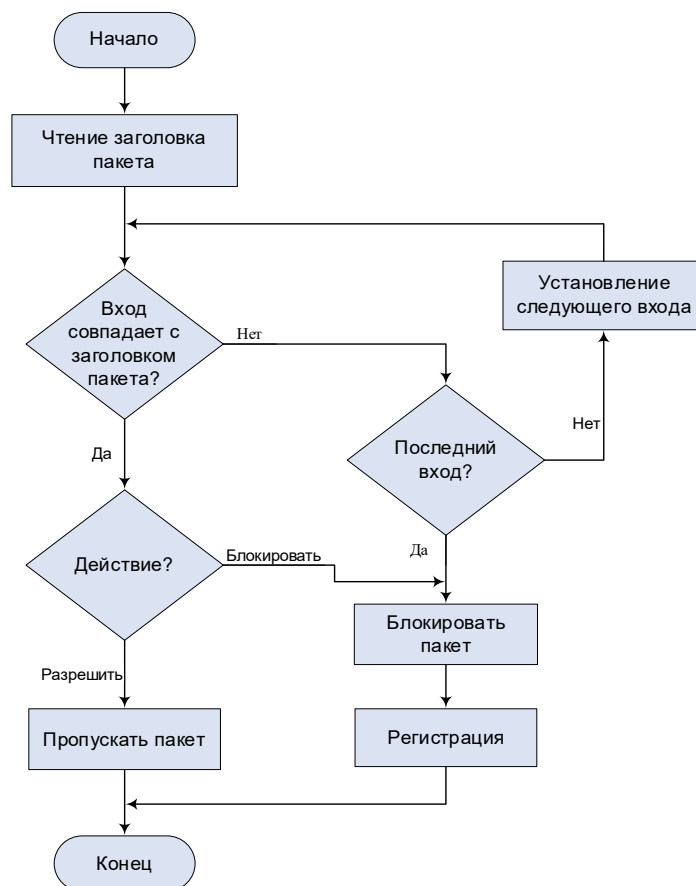 Начало
Чтение заголовка
пакета
Установление
следующего входа
Вход
совпадает с
заголовком
пакета?
Нет
Нет
Последний
вход?
Да
Да
Действие?
Блокировать
Блокировать
пакет
Разрешить
Пропускать пакет
Регистрация
Конец